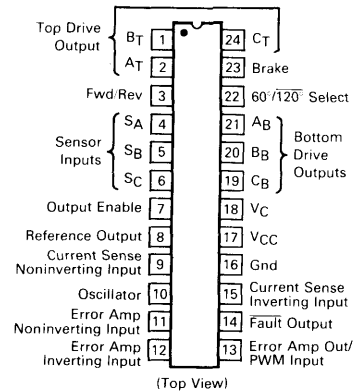 Top Drive
Output
B_T 1
A_T 2
Fwd/Rev 3
Sensor
Inputs
S_A 4
S_B 5
S_C 6
Output Enable 7
Reference Output 8
Current Sense
Noninverting Input 9
Oscillator 10
Error Amp
Noninverting Input 11
Error Amp
Inverting Input 12
24 C_T
23 Brake
22 60°/120° Select
21 A_B
20 B_B
19 C_B
Bottom
Drive
Outputs
18 V_C
17 V_CC
16 Gnd
15 Current Sense
Inverting Input
14 Fault Output
13 Error Amp Out/
PWM Input
(Top View)